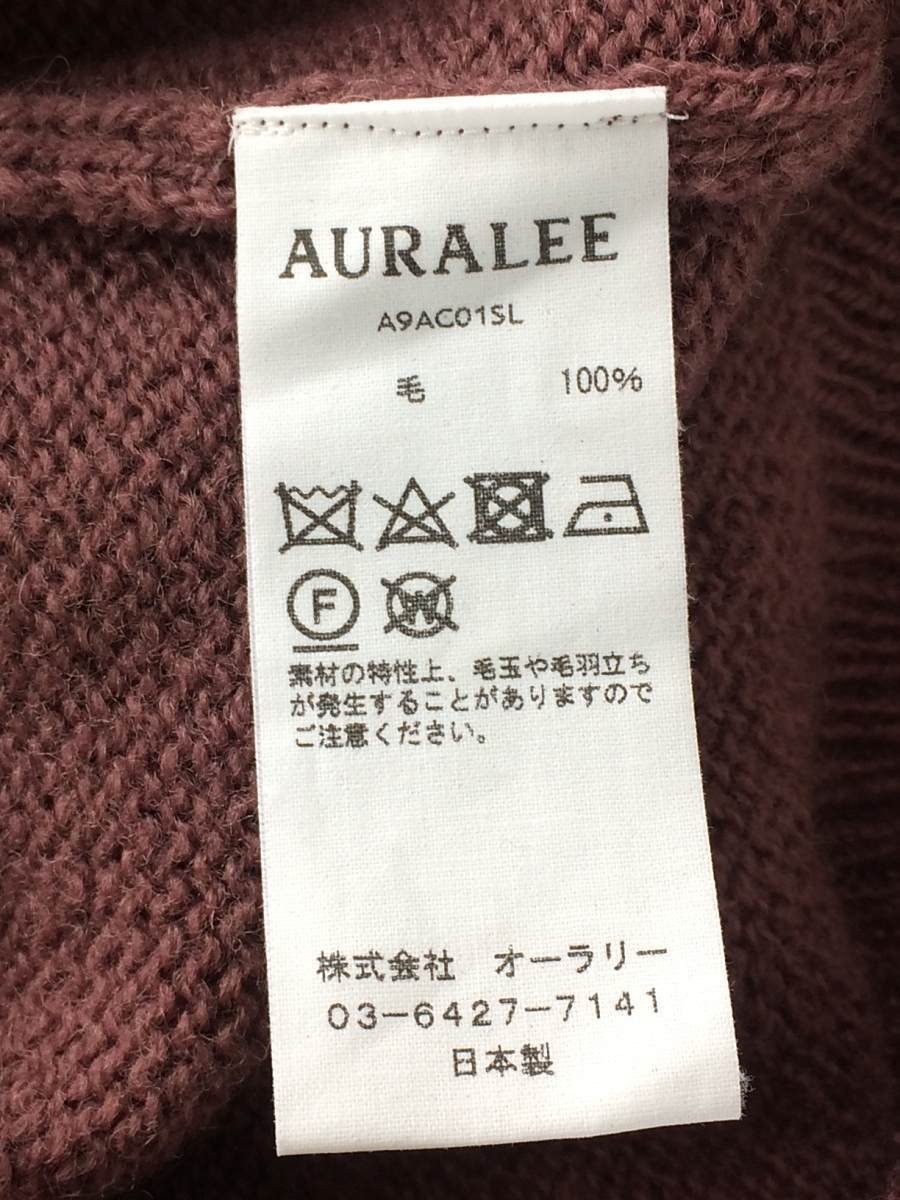 AURALEE
A9AC01SL
毛 100%
F W
素材の特性上、毛玉や毛羽立ち
が発生することがありますので
ご注意ください。
株式会社 オーラリー
03-6427-7141
日本製